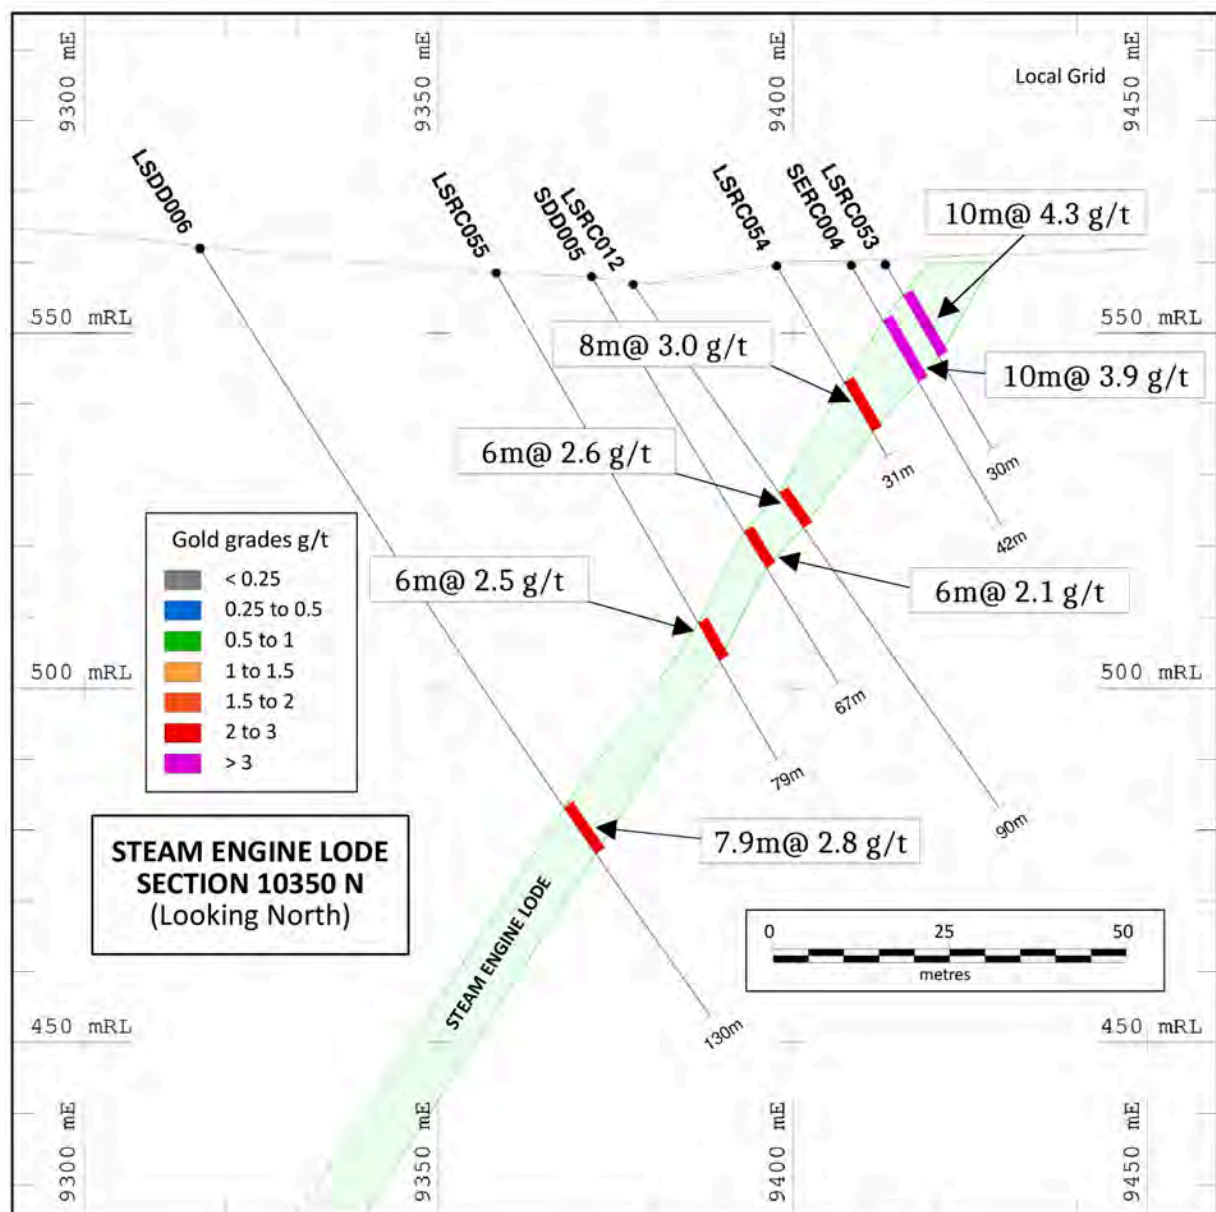 9300 mE
9350 mE
9400 mE
9450 mE
Local Grid
LSDD006
LSRC055
SDD005
LSRC012
LSRC054
SERC004
LSRC053
10m@ 4.3 g/t
550 mRL
550 mRL
8m@ 3.0 g/t
10m@ 3.9 g/t
6m@ 2.6 g/t
31m
30m
42m
Gold grades g/t
< 0.25
0.25 to 0.5
0.5 to 1
1 to 1.5
1.5 to 2
2 to 3
> 3
6m@ 2.5 g/t
6m@ 2.1 g/t
500 mRL
500 mRL
67m
79m
90m
7.9m@ 2.8 g/t
STEAM ENGINE LODE
SECTION 10350 N
(Looking North)
STEAM ENGINE LODE
0 25 50
metres
130m
450 mRL
450 mRL
9300 mE
9350 mE
9400 mE
9450 mE